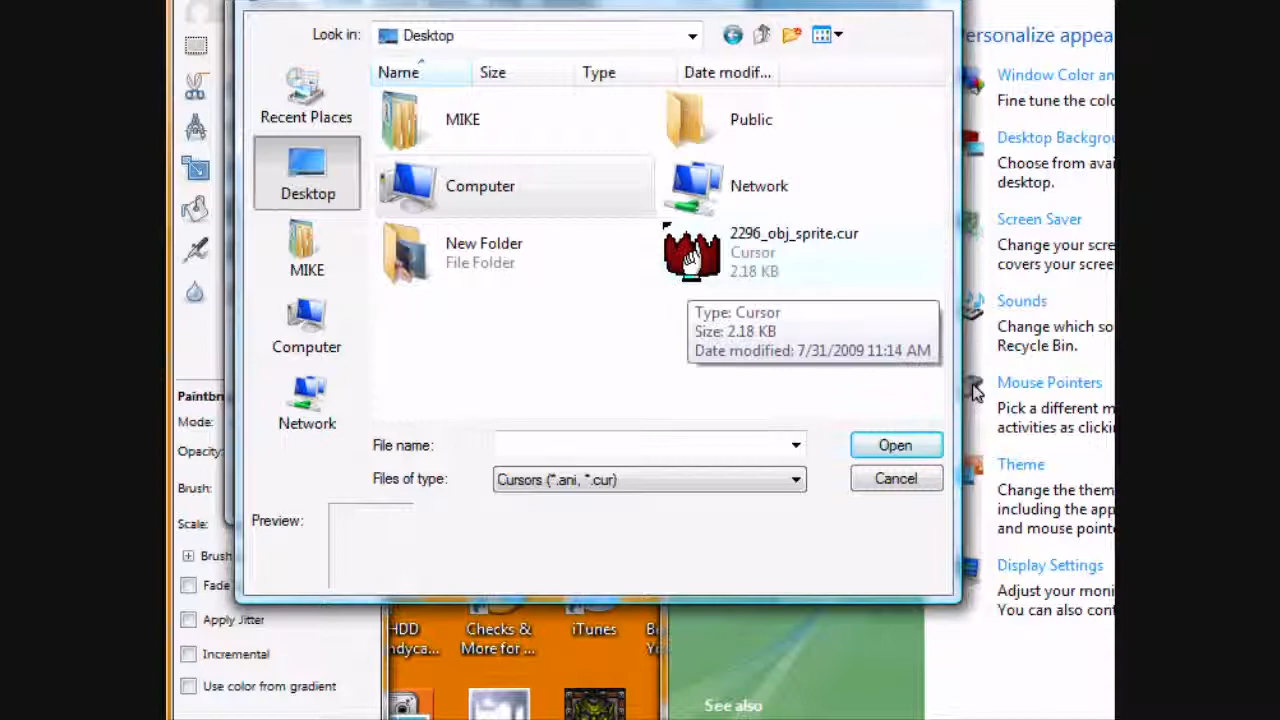 Look in:
Desktop
Name
Size
Type
Date modif...
Recent Places
Desktop
MIKE
Computer
Network
MIKE
Public
Computer
Network
New Folder
File Folder
2296_obj_sprite.cur
Cursor
2.18 KB
Type: Cursor
Size: 2.18 KB
Date modified: 7/31/2009 11:14 AM
File name:
Open
Files of type:
Cursors (*.ani, *.cur)
Cancel
Preview:
Paintbr
Mode:
Opacity:
Brush:
Scale:
Brush
Fade
Apply Jitter
Incremental
Use color from gradient
HDD
ndyca...
Checks &
More for ...
iTunes
See also
ersonalize appea
Window Color an
Fine tune the colo
Desktop Backgrou
Choose from avai
desktop.
Screen Saver
Change your scre
covers your scree
Sounds
Change which so
Recycle Bin.
Mouse Pointers
Pick a different m
activities as clickin
Theme
Change the them
including the app
and mouse pointe
Display Settings
Adjust your moni
You can also cont